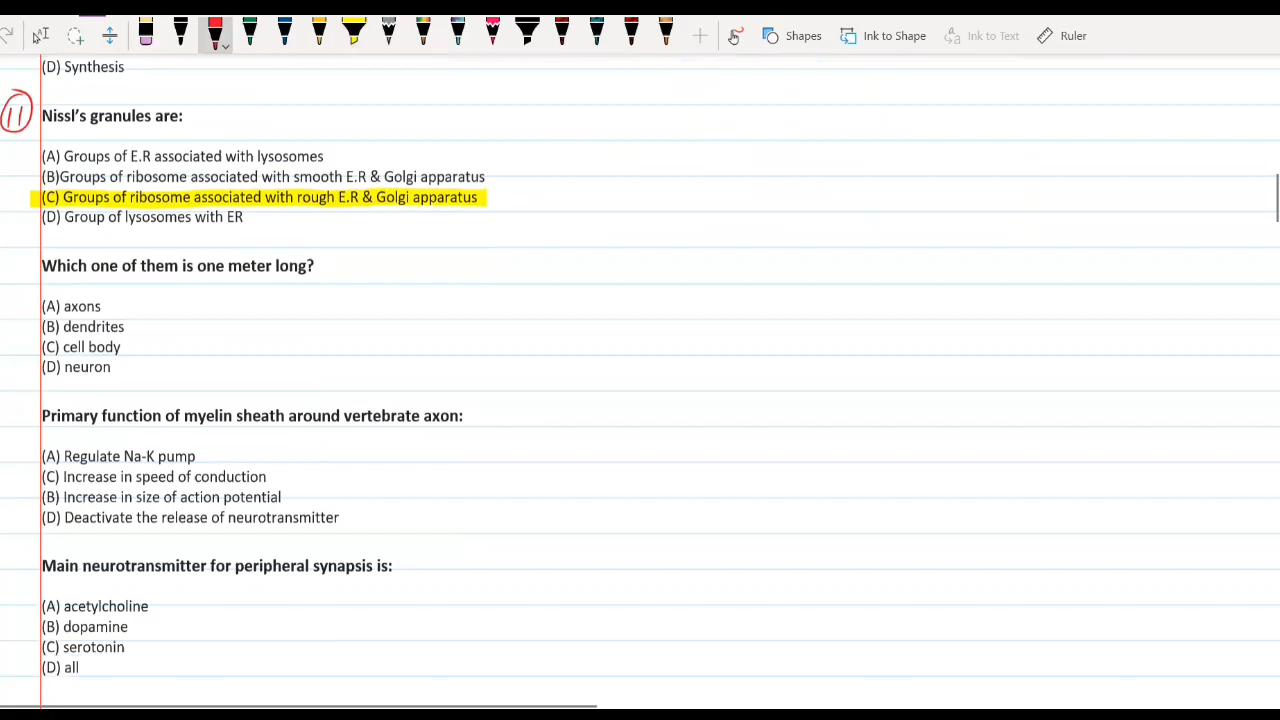 Shapes Ink to Shape Ink to Text Ruler
(D) Synthesis
11 Nissl's granules are:
(A) Groups of E.R associated with lysosomes
(B)Groups of ribosome associated with smooth E.R & Golgi apparatus
(C) Groups of ribosome associated with rough E.R & Golgi apparatus
(D) Group of lysosomes with ER
Which one of them is one meter long?
(A) axons
(B) dendrites
(C) cell body
(D) neuron
Primary function of myelin sheath around vertebrate axon:
(A) Regulate Na-K pump
(C) Increase in speed of conduction
(B) Increase in size of action potential
(D) Deactivate the release of neurotransmitter
Main neurotransmitter for peripheral synapsis is:
(A) acetylcholine
(B) dopamine
(C) serotonin
(D) all